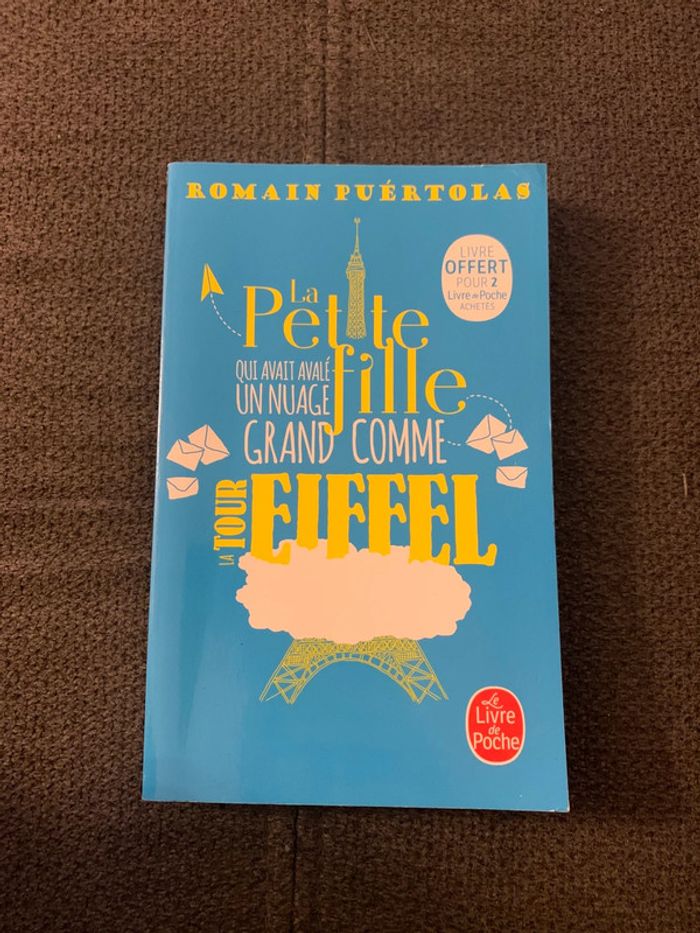 ROMAIN PUÉRTOLAS
LIVRE
OFFERT
POUR 2
Livre de Poche
ACHETÉS
La
Petite
fille
QUI AVAIT AVALÉ
UN NUAGE
GRAND COMME
LA TOUR
EIFFEL
Le
Livre
de
Poche